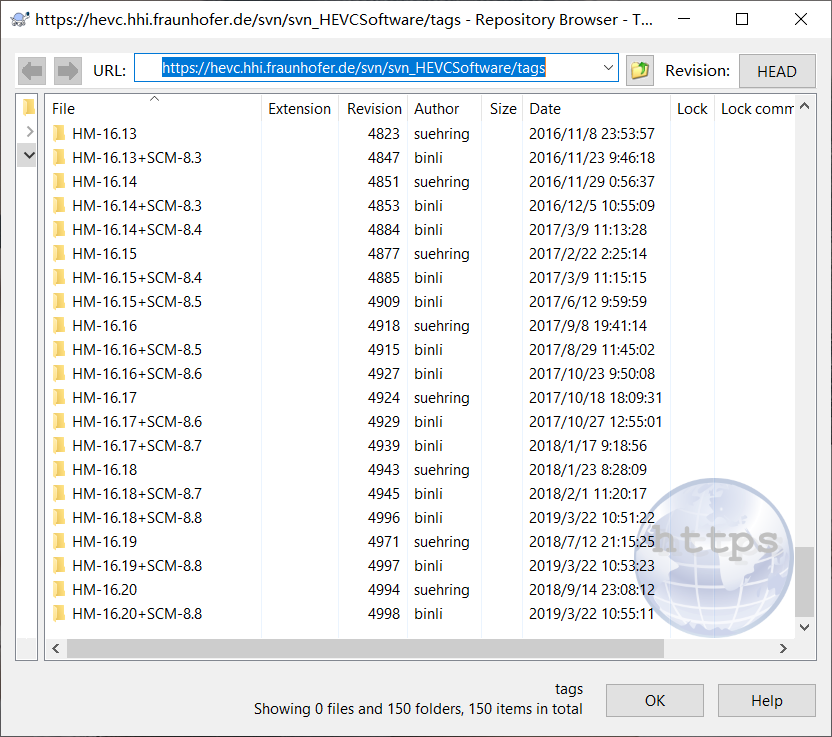 https://hevc.hhi.fraunhofer.de/svn/svn_HEVCSoftware/tags - Repository Browser - T...
URL: https://hevc.hhi.fraunhofer.de/svn/svn_HEVCSoftware/tags Revision: HEAD
File Extension Revision Author Size Date Lock Lock comm
HM-16.13 4823 suehring 2016/11/8 23:53:57
HM-16.13+SCM-8.3 4847 binli 2016/11/23 9:46:18
HM-16.14 4851 suehring 2016/11/29 0:56:37
HM-16.14+SCM-8.3 4853 binli 2016/12/5 10:55:09
HM-16.14+SCM-8.4 4884 binli 2017/3/9 11:13:28
HM-16.15 4877 suehring 2017/2/22 2:25:14
HM-16.15+SCM-8.4 4885 binli 2017/3/9 11:15:15
HM-16.15+SCM-8.5 4909 binli 2017/6/12 9:59:59
HM-16.16 4918 suehring 2017/9/8 19:41:14
HM-16.16+SCM-8.5 4915 binli 2017/8/29 11:45:02
HM-16.16+SCM-8.6 4927 binli 2017/10/23 9:50:08
HM-16.17 4924 suehring 2017/10/18 18:09:31
HM-16.17+SCM-8.6 4929 binli 2017/10/27 12:55:01
HM-16.17+SCM-8.7 4939 binli 2018/1/17 9:18:56
HM-16.18 4943 suehring 2018/1/23 8:28:09
HM-16.18+SCM-8.7 4945 binli 2018/2/1 11:20:17
HM-16.18+SCM-8.8 4996 binli 2019/3/22 10:51:22
HM-16.19 4971 suehring 2018/7/12 21:15:25
https
HM-16.19+SCM-8.8 4997 binli 2019/3/22 10:53:23
HM-16.20 4994 suehring 2018/9/14 23:08:12
HM-16.20+SCM-8.8 4998 binli 2019/3/22 10:55:11
tags
Showing 0 files and 150 folders, 150 items in total
OK Help